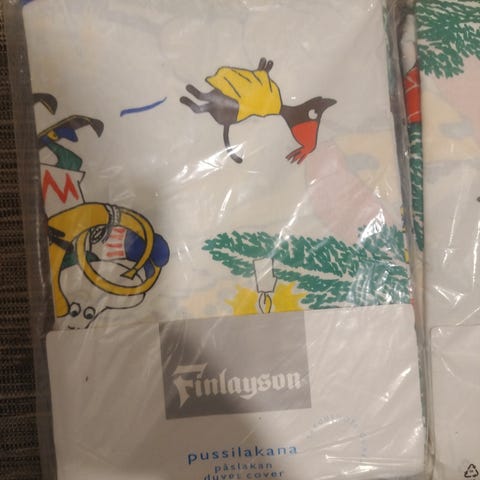 M
Finlayson
pussilakana
påslakan
duvet cover